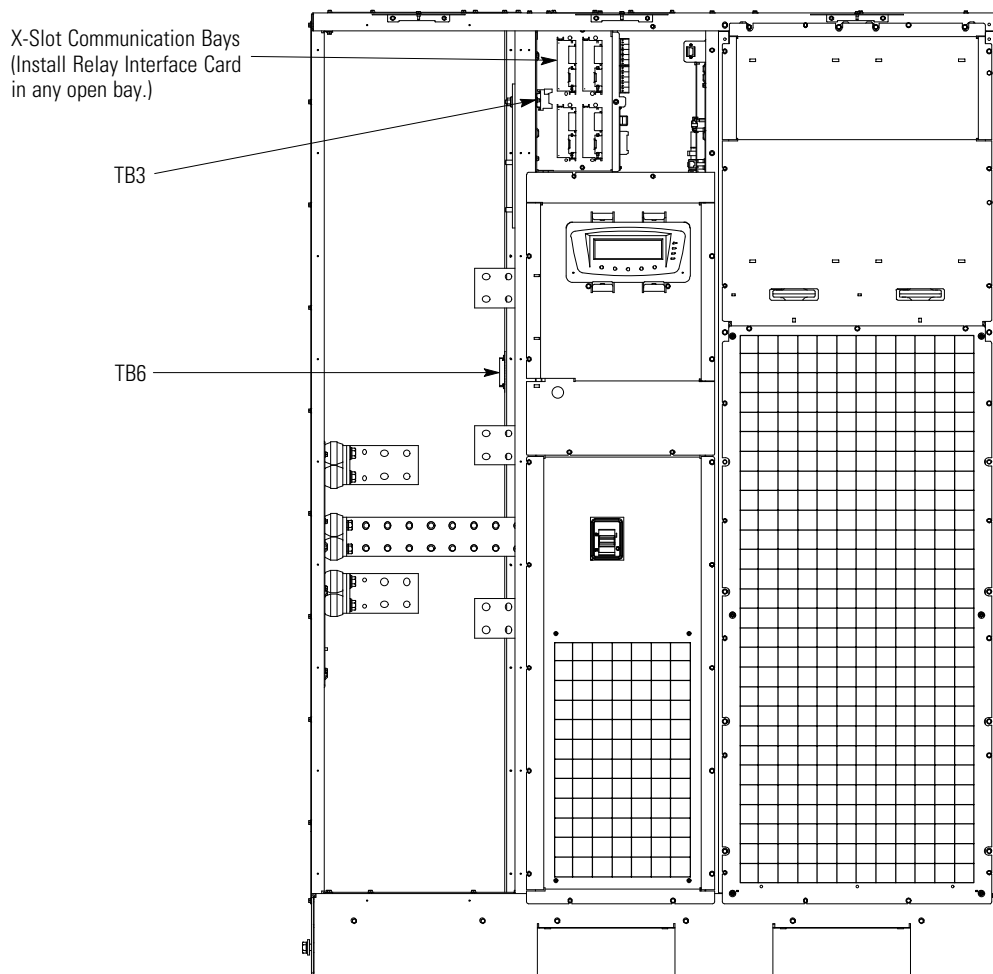 X-Slot Communication Bays
(Install Relay Interface Card
in any open bay.)
TB3
TB6